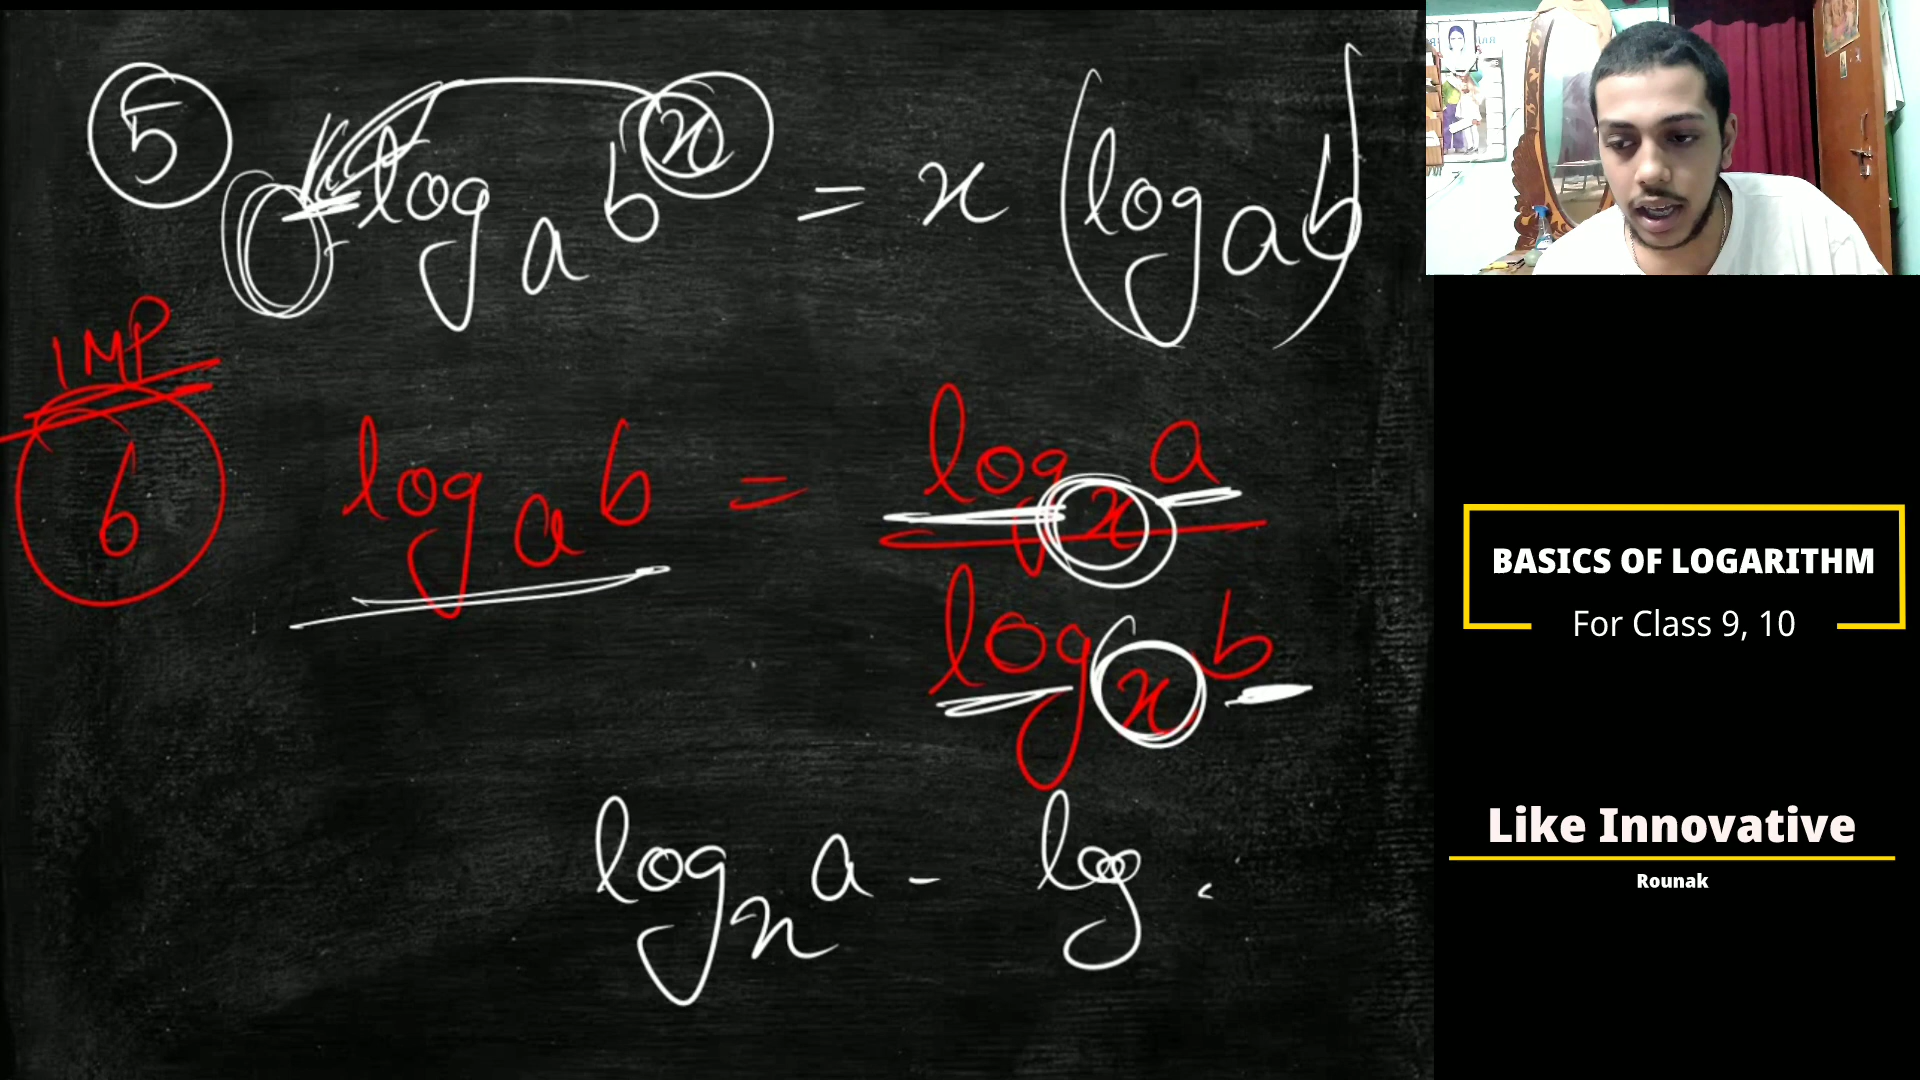 5 log a b^x = x (log a b)
IMP
6 log a b = log x a / log x b
log x a - log
BASICS OF LOGARITHM
For Class 9, 10
Like Innovative
Rounak